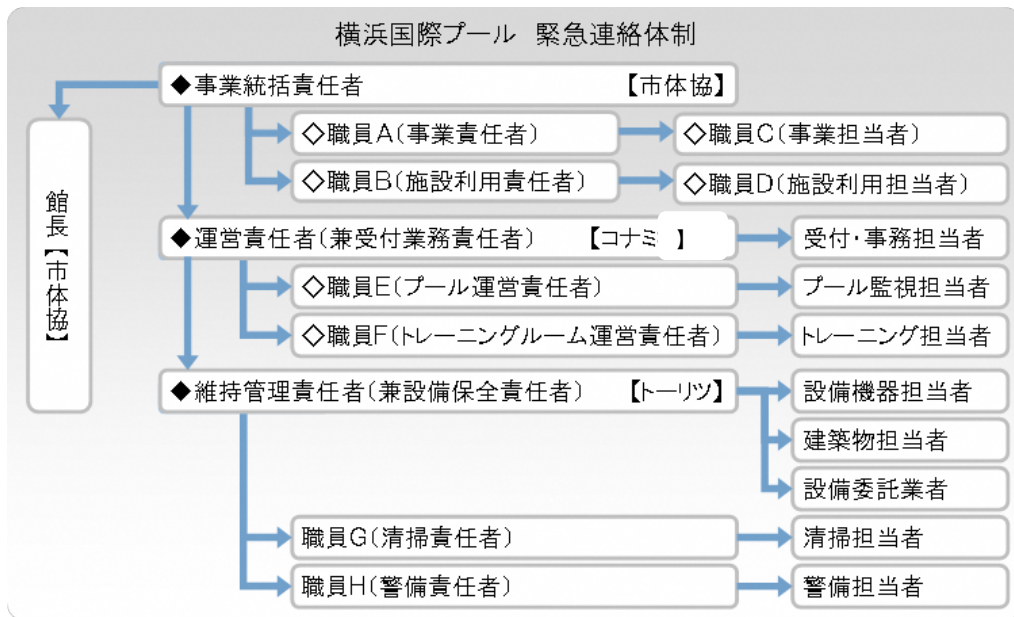 横浜国際プール 緊急連絡体制
◆事業統括責任者 【市体協】
◇職員A(事業責任者)
◇職員C(事業担当者)
◇職員B(施設利用責任者)
◇職員D(施設利用担当者)
館長【市体協】
◆運営責任者(兼受付業務責任者) 【コナミ 】
受付・事務担当者
◇職員E(プール運営責任者)
プール監視担当者
◇職員F(トレーニングルーム運営責任者)
トレーニング担当者
◆維持管理責任者(兼設備保全責任者) 【トーリツ】
設備機器担当者
建築物担当者
設備委託業者
職員G(清掃責任者)
清掃担当者
職員H(警備責任者)
警備担当者